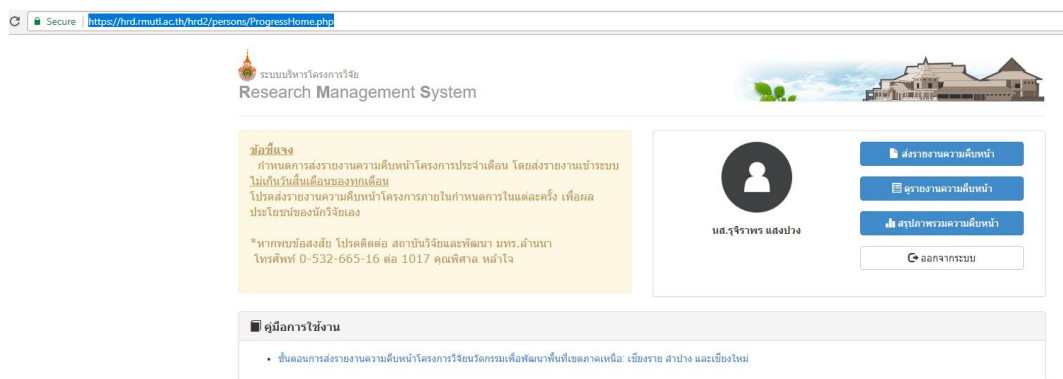 Secure | https://hrd.rmutl.ac.th/hrd2/persons/ProgressHome.php
ระบบบริหารโครงการวิจัย
Research Management System
ข้อชี้แจง
กำหนดการส่งรายงานความคืบหน้าโครงการประจำเดือน โดยส่งรายงานเข้าระบบ
ไม่เกินวันสิ้นเดือนของทุกเดือน
โปรดส่งรายงานความคืบหน้าโครงการภายในกำหนดการในแต่ละครั้ง เพื่อผล
ประโยชน์ของนักวิจัยเอง
*หากพบข้อสงสัย โปรดติดต่อ สถาบันวิจัยและพัฒนา มทร.ล้านนา
โทรศัพท์ 0-532-665-16 ต่อ 1017 คุณพิศาล หล้าใจ
นส.รุจิราพร แสงปวง
ส่งรายงานความคืบหน้า
ดูรายงานความคืบหน้า
สรุปภาพรวมความคืบหน้า
ออกจากระบบ
คู่มือการใช้งาน
• ขั้นตอนการส่งรายงานความคืบหน้าโครงการวิจัยนวัตกรรมเพื่อพัฒนาพื้นที่เขตภาคเหนือ: เชียงราย ลำปาง และเชียงใหม่